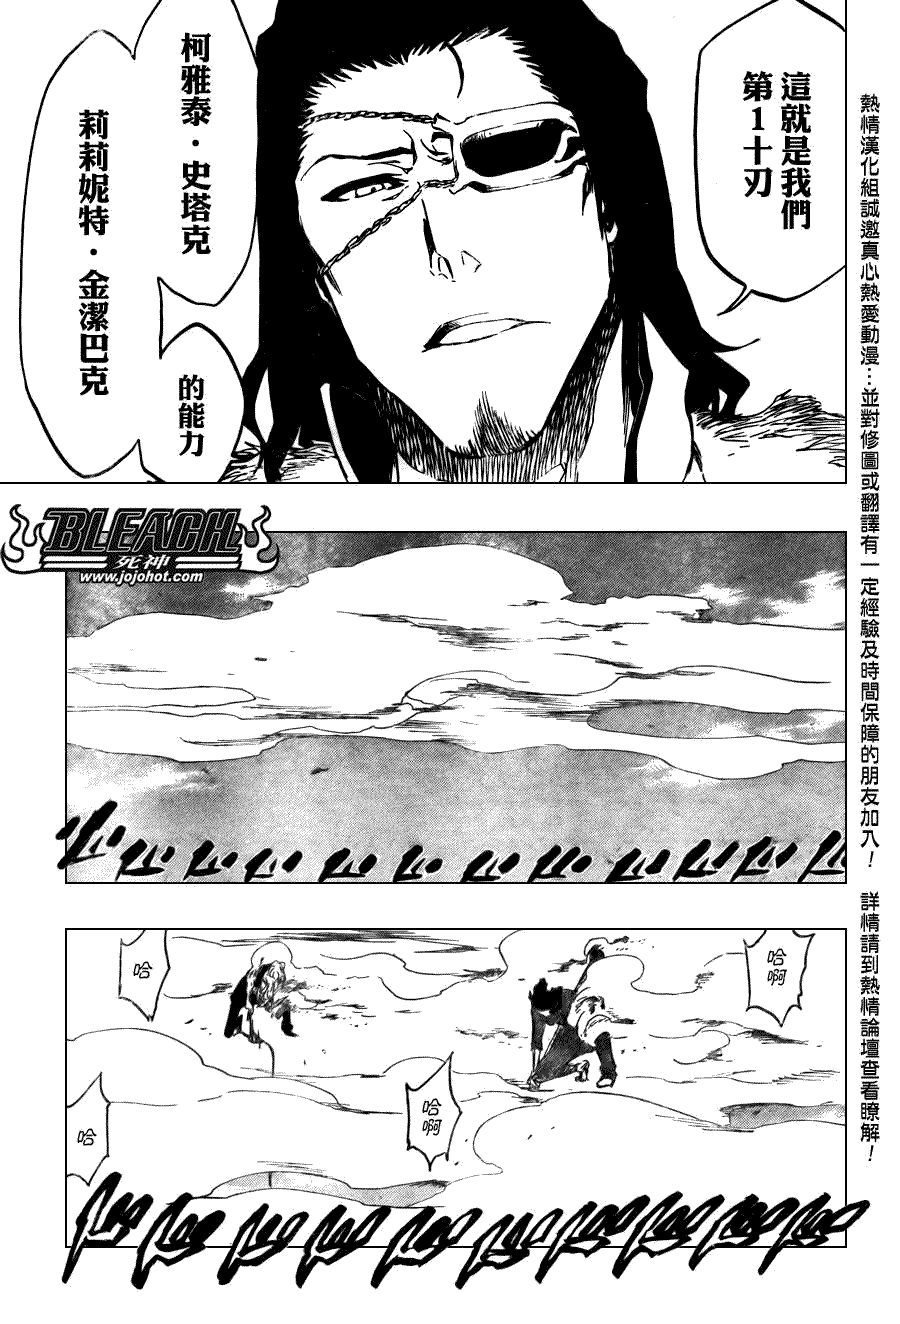 這就是我們
第1十刃
柯雅泰·史塔克
莉莉妮特·金潔巴克
的能力
熱情漢化組誠邀真心熱愛動漫…並對修圖或翻譯有一定經驗及時間保障的朋友加入! 詳情請到熱情論壇查看瞭解!
BLEACH
死神
www.jojohot.com
哈啊
哈
哈啊
哈